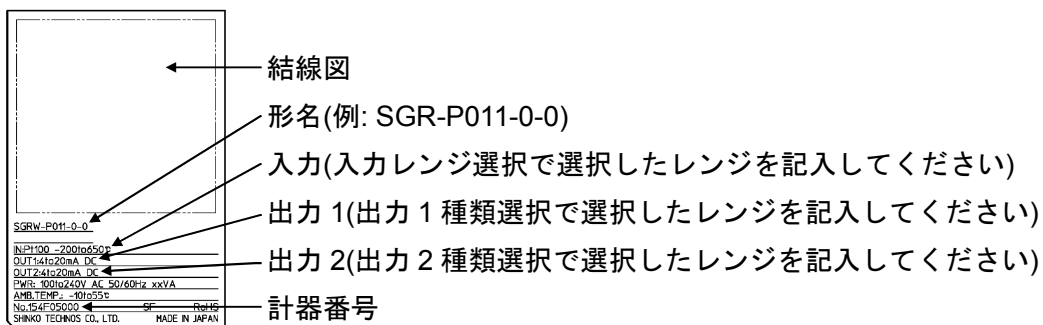 結線図
形名(例: SGR-P011-0-0)
入力(入力レンジ選択で選択したレンジを記入してください)
出力 1(出力 1 種類選択で選択したレンジを記入してください)
出力 2(出力 2 種類選択で選択したレンジを記入してください)
計器番号
SGRW-P011-0-0
IN:Pt100 -200to650℃
OUT1:4to20mA DC
OUT2:4to20mA DC
PWR: 100to240V AC 50/60Hz xxVA
AMB.TEMP.: -10to55℃
No.154F05000 SF RoHS
SHINKO TECHNOS CO., LTD. MADE IN JAPAN